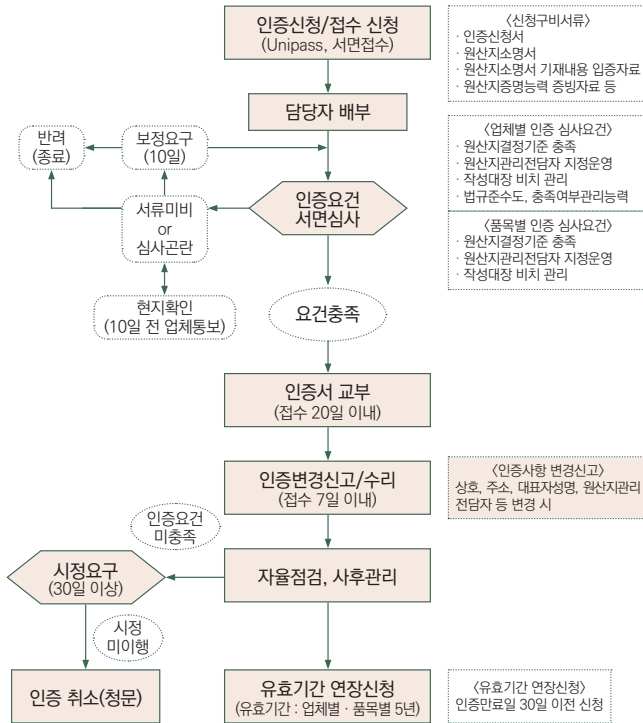 인증신청/접수 신청
(Unipass, 서면접수)
〈신청구비서류〉
· 인증신청서
· 원산지소명서
· 원산지소명서 기재내용 입증자료
· 원산지증명능력 증빙자료 등
담당자 배부
반려
(종료)
보정요구
(10일)
〈업체별 인증 심사요건〉
· 원산지결정기준 충족
· 원산지관리전담자 지정운영
· 작성대장 비치 관리
· 법규준수도, 충족여부관리능력
인증요건
서면심사
서류미비
or
심사곤란
〈품목별 인증 심사요건〉
· 원산지결정기준 충족
· 원산지관리전담자 지정운영
· 작성대장 비치 관리
현지확인
(10일 전 업체통보)
요건충족
인증서 교부
(접수 20일 이내)
인증변경신고/수리
(접수 7일 이내)
〈인증사항 변경신고〉
상호, 주소, 대표자성명, 원산지관리
전담자 등 변경 시
인증요건
미충족
시정요구
(30일 이상)
자율점검, 사후관리
시정
미이행
인증 취소(청문)
유효기간 연장신청
(유효기간 : 업체별 · 품목별 5년)
〈유효기간 연장신청〉
인증만료일 30일 이전 신청